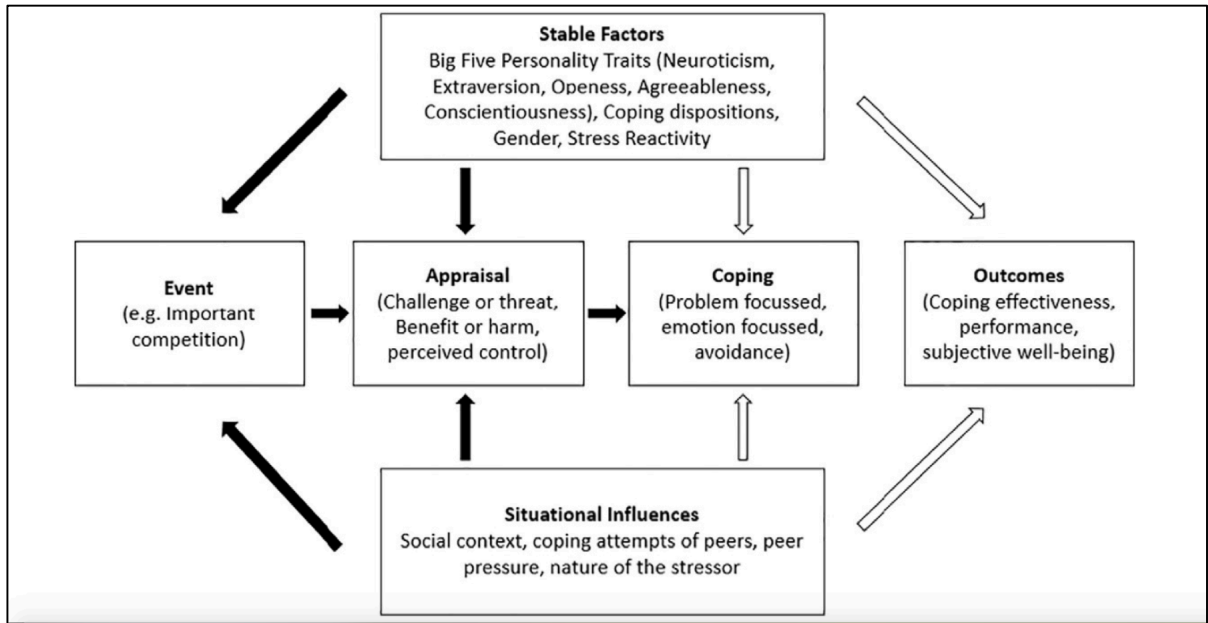 Stable Factors
Big Five Personality Traits (Neuroticism,
Extraversion, Openess, Agreeableness,
Conscientiousness), Coping dispositions,
Gender, Stress Reactivity
Event
(e.g. Important
competition)
Appraisal
(Challenge or threat,
Benefit or harm,
perceived control)
Coping
(Problem focussed,
emotion focussed,
avoidance)
Outcomes
(Coping effectiveness,
performance,
subjective well-being)
Situational Influences
Social context, coping attempts of peers, peer
pressure, nature of the stressor